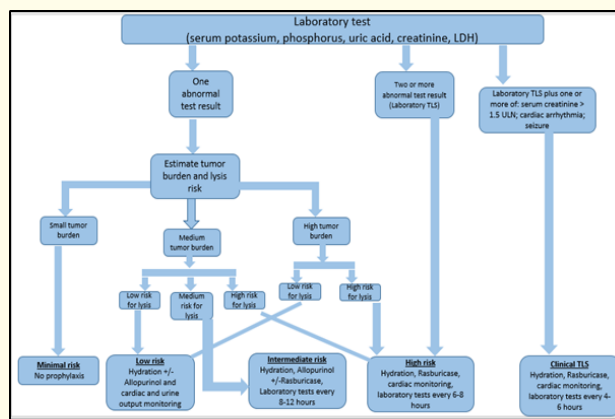 Laboratory test
(serum potassium, phosphorus, uric acid, creatinine, LDH)
One
abnormal
test result
Two or more
abnormal test result
(Laboratory TLS)
Laboratory TLS plus one or
more of: serum creatinine >
1.5 ULN; cardiac arrhythmia;
seizure
Estimate tumor
burden and lysis
risk
Small tumor
burden
Medium
tumor burden
High tumor
burden
Low risk
for lysis
Medium
risk for
lysis
High risk
for lysis
Low risk
for lysis
High risk
for lysis
Minimal risk
No prophylaxis
Low risk
Hydration +/-
Allopurinol and
cardiac and urine
output monitoring
Intermediate risk
Hydration, Allopurinol
+/-Rasburicase,
Laboratory tests every
8-12 hours
High risk
Hydration, Rasburicase,
cardiac monitoring,
laboratory tests every 6-8
hours
Clinical TLS
Hydration, Rasburicase,
cardiac monitoring,
laboratory tests every 4-
6 hours